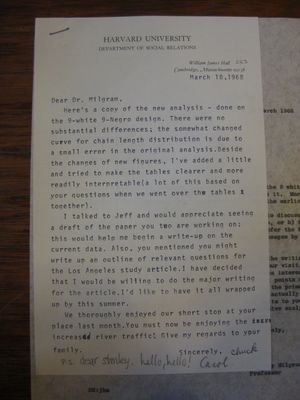 HARVARD UNIVERSITY
DEPARTMENT OF SOCIAL RELATIONS
William James Hall
Cambridge, Massachusetts 02138
March 10,1968
Dear Dr. Milgram,
Here's a copy of the new analysis - done on
the 9-white 9-Negro design. There were no
substantial differences; the somewhat changed
curve for chain length distribution is due to
a small error in the original analysis.Beside
the changes of new figures, I've added a little
and tried to make the tables clearer and more
readily interpretable(a lot of this based on
your questions when we went over the tables
together).
I talked to Jeff and would appreciate seeing
a draft of the paper you two are working on;
this would help me begin a write-up on the
current data. Also, you mentioned you might
write up an outline of relevant questions for
the Los Angeles study article.I have decided
that I would be willing to do the major writing
for the article.I'd like to have it all wrapped
up by this summer.
We thoroughly enjoyed our short stop at your
place last month.You must now be enjoying the
increased river traffic! Give my regards to your
family.
Sincerely, Chuck
p.s. dear Stanley, hello, hello! Carol
March 1968
Professor